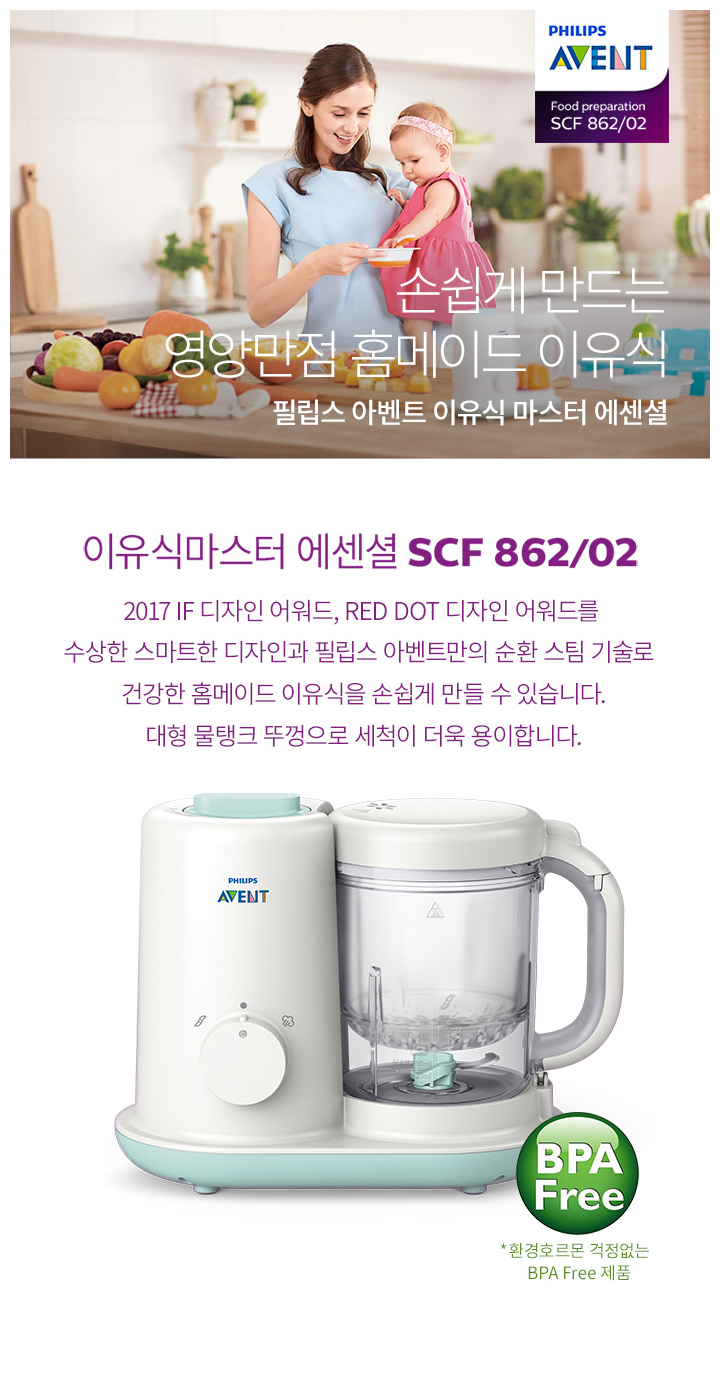 PHILIPS
AVENT
Food preparation
SCF 862/02
손쉽게 만드는
영양만점 홈메이드 이유식
필립스 아벤트 이유식 마스터 에센셜
이유식마스터 에센셜 SCF 862/02
2017 IF 디자인 어워드, RED DOT 디자인 어워드를
수상한 스마트한 디자인과 필립스 아벤트만의 순환 스팀 기술로
건강한 홈메이드 이유식을 손쉽게 만들 수 있습니다.
대형 물탱크 뚜껑으로 세척이 더욱 용이합니다.
PHILIPS
AVENT
BPA
Free
*환경호르몬 걱정없는
BPA Free 제품